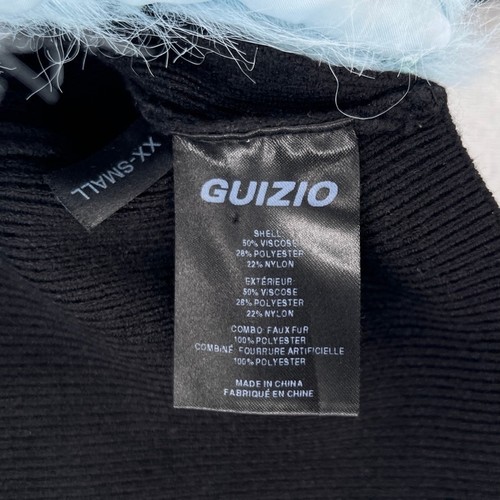 XX-SMALL
GUIZIO
SHELL
50% VISCOSE
28% POLYESTER
22% NYLON
EXTÉRIEUR
50% VISCOSE
28% POLYESTER
22% NYLON
COMBO: FAUX FUR
100% POLYESTER
COMBINÉ: FOURRURE ARTIFICIELLE
100% POLYESTER
MADE IN CHINA
FABRIQUÉ EN CHINE